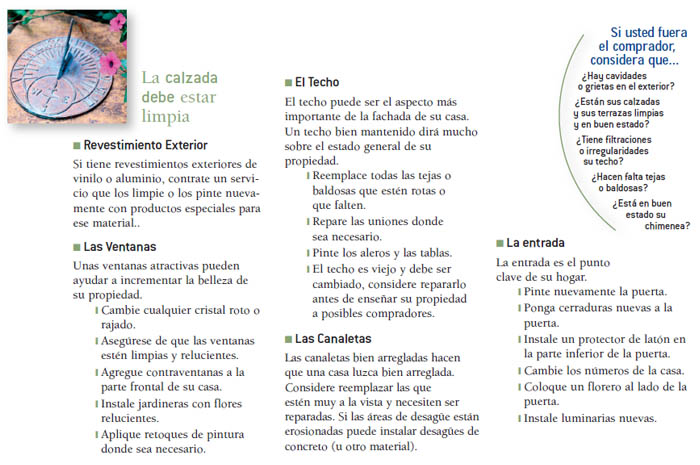 La calzada
debe estar
limpia
Revestimiento Exterior
Si tiene revestimientos exteriores de
vinilo o aluminio, contrate un servi-
cio que los limpie o los pinte nueva-
mente con productos especiales para
ese material..
Las Ventanas
Unas ventanas atractivas pueden
ayudar a incrementar la belleza de
su propiedad.
Cambie cualquier cristal roto o
rajado.
Asegúrese de que las ventanas
estén limpias y relucientes.
Agregue contraventanas a la
parte frontal de su casa.
Instale jardineras con flores
relucientes.
Aplique retoques de pintura
donde sea necesario.
El Techo
El techo puede ser el aspecto más
importante de la fachada de su casa.
Un techo bien mantenido dirá mucho
sobre el estado general de su
propiedad.
Reemplace todas las tejas o
baldosas que estén rotas o
que falten.
Repare las uniones donde
sea necesario.
Pinte los aleros y las tablas.
El techo es viejo y debe ser
cambiado, considere repararlo
antes de enseñar su propiedad
a posibles compradores.
Las Canaletas
Las canaletas bien arregladas hacen
que una casa luzca bien arreglada.
Considere reemplazar las que
estén muy a la vista y necesiten ser
reparadas. Si las áreas de desagüe están
erosionadas puede instalar desagües de
concreto (u otro material).
Si usted fuera
el comprador,
considera que...
¿Hay cavidades
o grietas en el exterior?
¿Están sus calzadas
y sus terrazas limpias
y en buen estado?
¿Tiene filtraciones
o irregularidades
su techo?
¿Hacen falta tejas
o baldosas?
¿Está en buen
estado su
chimenea?
La entrada
La entrada es el punto
clave de su hogar.
Pinte nuevamente la puerta.
Ponga cerraduras nuevas a la
puerta.
Instale un protector de latón en
la parte inferior de la puerta.
Cambie los números de la casa.
Coloque un florero al lado de la
puerta.
Instale luminarias nuevas.